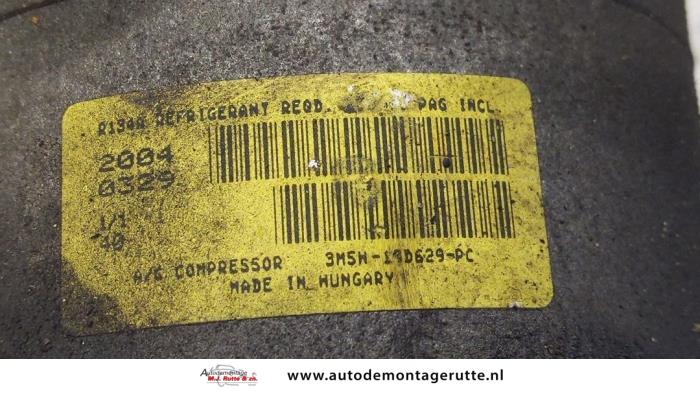 R134A REFRIGERANT REQD. PAG INCL.
2004
0329
1/1
40
A/C COMPRESSOR 3M5H-19D629-PC
MADE IN HUNGARY
Autodemontage
M.J. Rutte & zn.
www.autodemontagerutte.nl